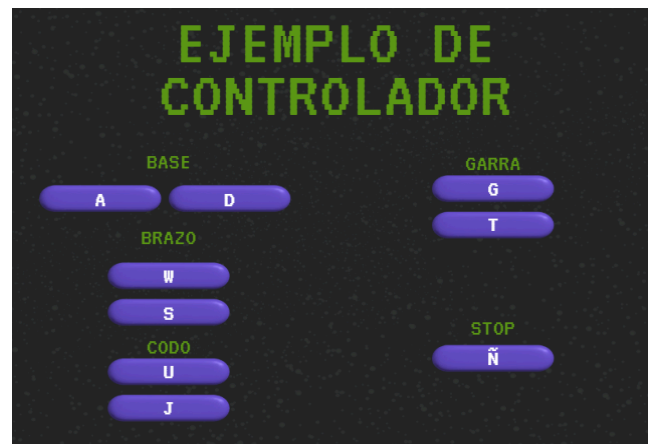 EJEMPLO DE
CONTROLADOR
BASE
A D
BRAZO
W
S
CODO
U
J
GARRA
G
T
STOP
Ñ